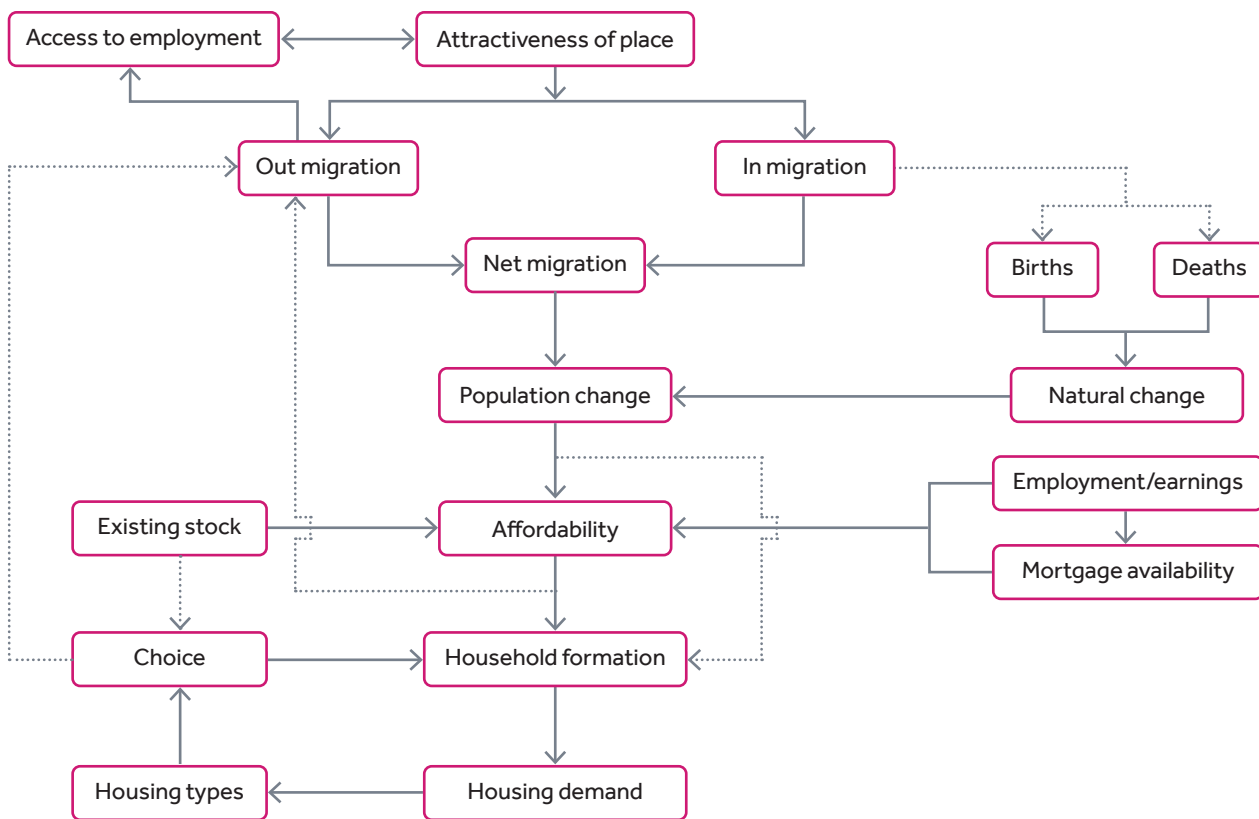 Access to employment
Attractiveness of place
Out migration
In migration
Net migration
Births
Deaths
Population change
Natural change
Employment/earnings
Existing stock
Affordability
Mortgage availability
Choice
Household formation
Housing types
Housing demand